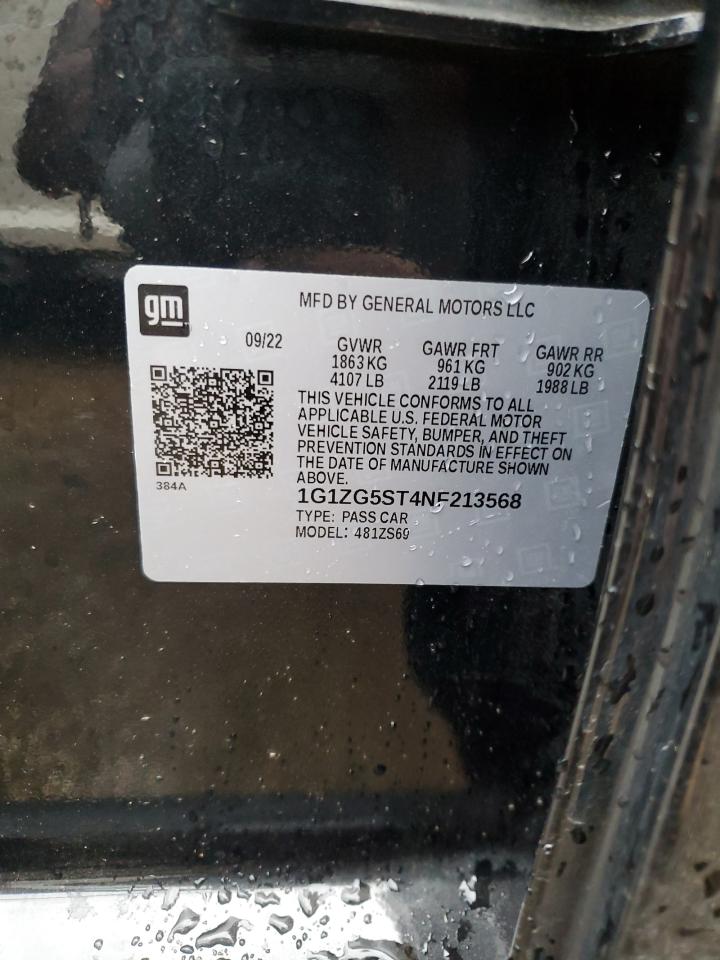 gm
MFD BY GENERAL MOTORS LLC
09/22
GVWR GAWR FRT GAWR RR
1863 KG 961 KG 902 KG
4107 LB 2119 LB 1988 LB
THIS VEHICLE CONFORMS TO ALL
APPLICABLE U.S. FEDERAL MOTOR
VEHICLE SAFETY, BUMPER, AND THEFT
PREVENTION STANDARDS IN EFFECT ON
THE DATE OF MANUFACTURE SHOWN
ABOVE.
384A
1G1ZG5ST4NF213568
TYPE: PASS CAR
MODEL: 481ZS69